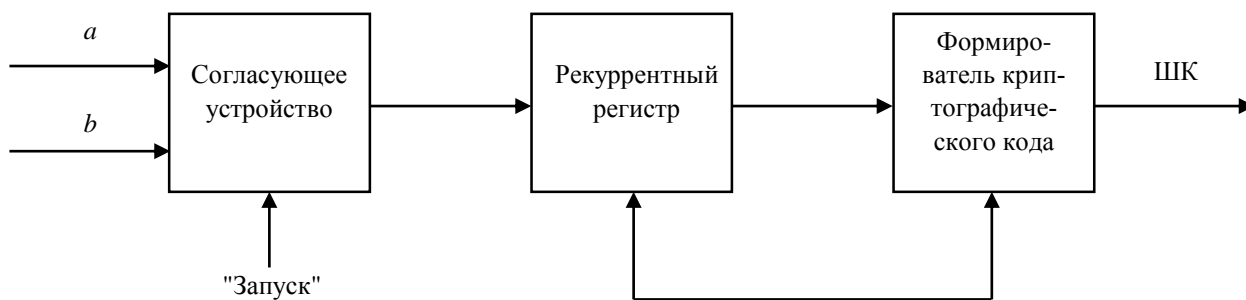 a
b
Согласующее
устройство
"Запуск"
Рекуррентный
регистр
Формиро-
ватель крип-
тографиче-
ского кода
ШК